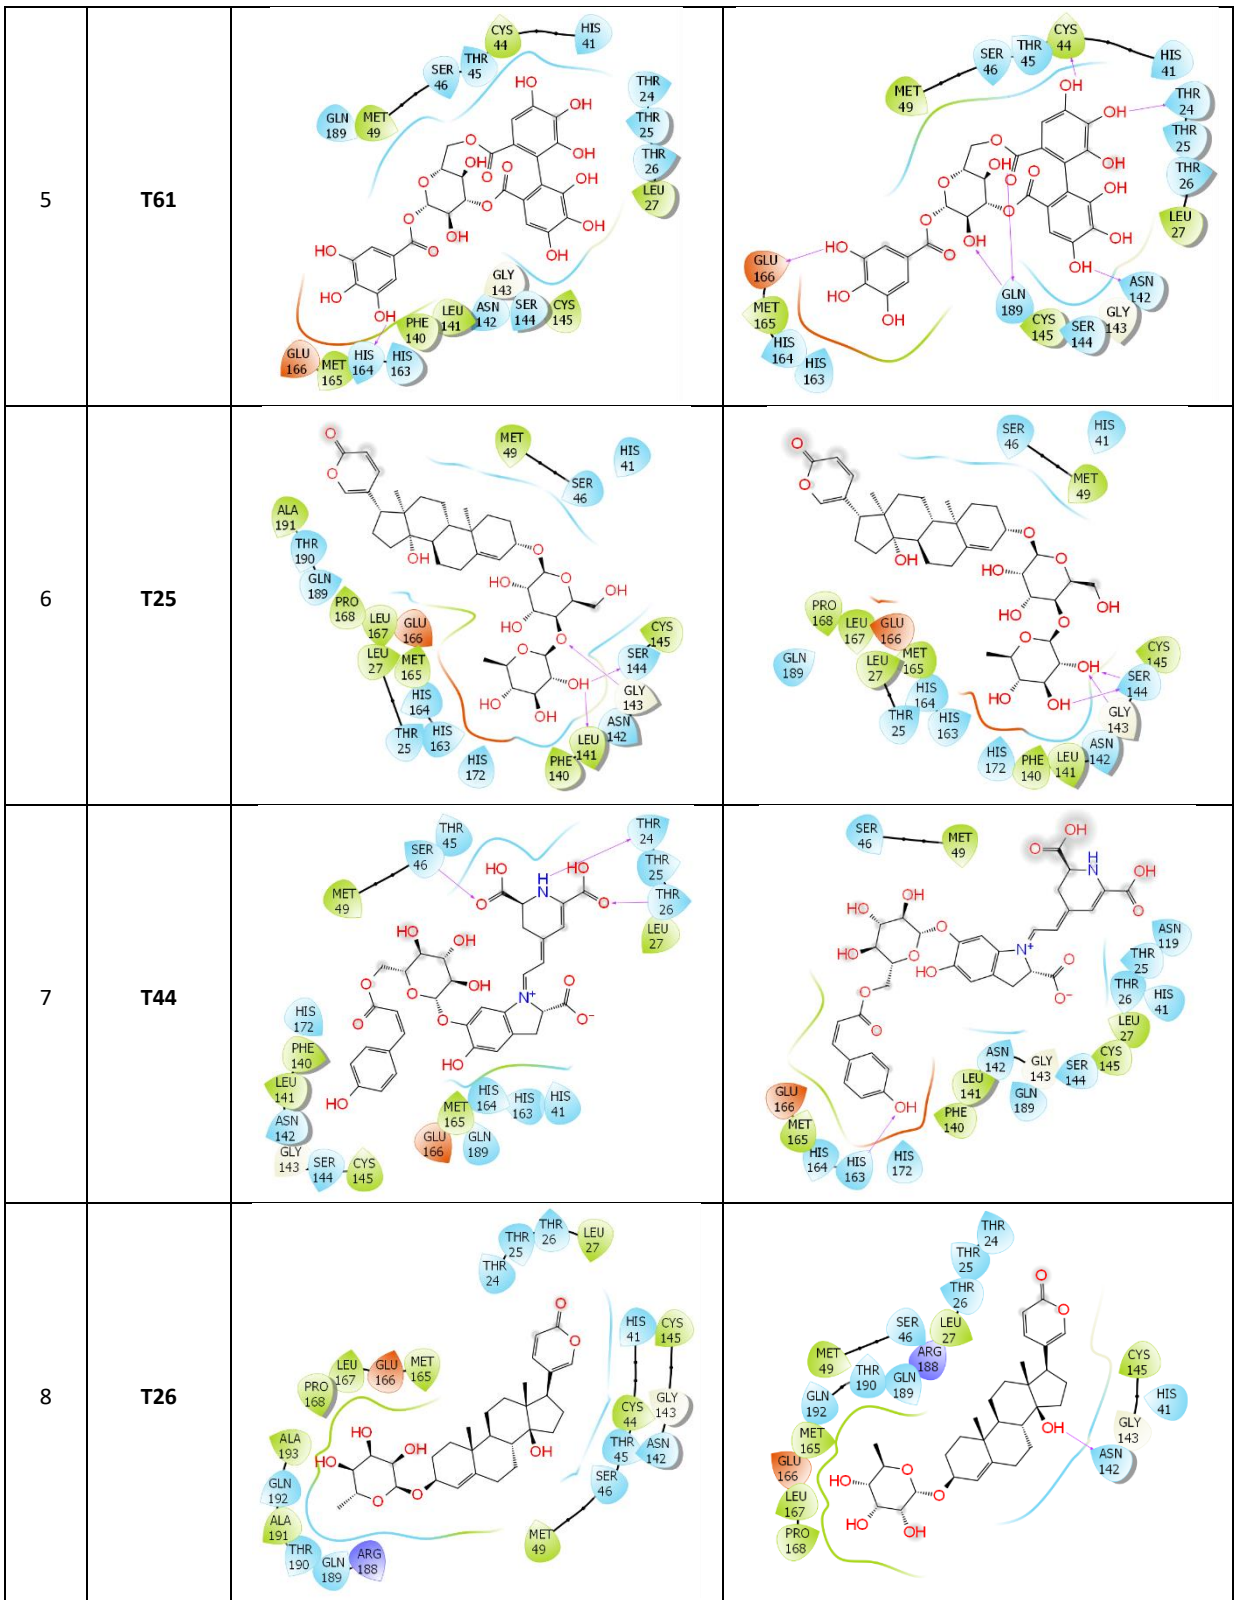 5
T61
CYS
44
HIS
41
THR
45
SER
46
GLN
189
MET
49
THR
24
THR
25
THR
26
LEU
27
HO
OH
OH
OH
OH
OH
OH
O
O
O
O
OH
O
O
OH
O
O
HO
HO
OH
GLY
143
LEU
141
ASN
142
SER
144
CYS
145
PHE
140
GLU
166
MET
165
HIS
164
HIS
163
CYS
44
SER
46
THR
45
HIS
41
MET
49
THR
24
THR
25
THR
26
LEU
27
OH
OH
OH
OH
OH
OH
O
O
O
O
O
O
HO
OH
O
O
HO
HO
OH
GLU
166
MET
165
HIS
164
HIS
163
GLN
189
CYS
145
SER
144
GLY
143
ASN
142
6
T25
O
O
MET
49
HIS
41
SER
46
ALA
191
THR
190
GLN
189
PRO
168
LEU
167
GLU
166
LEU
27
MET
165
HIS
164
THR
25
HIS
163
HIS
172
OH
O
O
HO
OH
HO
O
O
OH
HO
OH
CYS
145
SER
144
GLY
143
ASN
142
LEU
141
PHE
140
O
O
SER
46
HIS
41
MET
49
OH
O
O
HO
HO
OH
O
O
OH
HO
OH
PRO
168
LEU
167
GLU
166
GLN
189
LEU
27
MET
165
HIS
164
THR
25
HIS
163
HIS
172
PHE
140
LEU
141
ASN
142
GLY
143
SER
144
CYS
145
7
T44
THR
45
SER
46
MET
49
THR
24
THR
25
THR
26
LEU
27
HO
O
H
N
HO
O
HO
OH
OH
O
O
O
O
N+
O
O-
HO
HO
HIS
172
PHE
140
LEU
141
ASN
142
GLY
143
SER
144
CYS
145
MET
165
HIS
164
HIS
163
HIS
41
GLU
166
GLN
189
SER
46
MET
49
OH
O
H
N
OH
O
HO
OH
HO
O
O
HO
N+
O
O-
O
O
OH
ASN
119
THR
25
THR
26
HIS
41
LEU
27
CYS
145
SER
144
GLY
143
ASN
142
GLN
189
LEU
141
PHE
140
GLU
166
MET
165
HIS
164
HIS
163
HIS
172
8
T26
THR
24
THR
25
THR
26
LEU
27
O
O
HIS
41
CYS
145
LEU
167
GLU
166
MET
165
PRO
168
CYS
44
GLY
143
THR
45
ASN
142
SER
46
MET
49
OH
ALA
193
GLN
192
ALA
191
THR
190
GLN
189
ARG
188
OH
HO
OH
O
O
THR
24
THR
25
THR
26
SER
46
LEU
27
MET
49
ARG
188
THR
190
GLN
189
GLN
192
MET
165
GLU
166
LEU
167
PRO
168
O
O
OH
O
O
HO
HO
OH
CYS
145
HIS
41
GLY
143
ASN
142